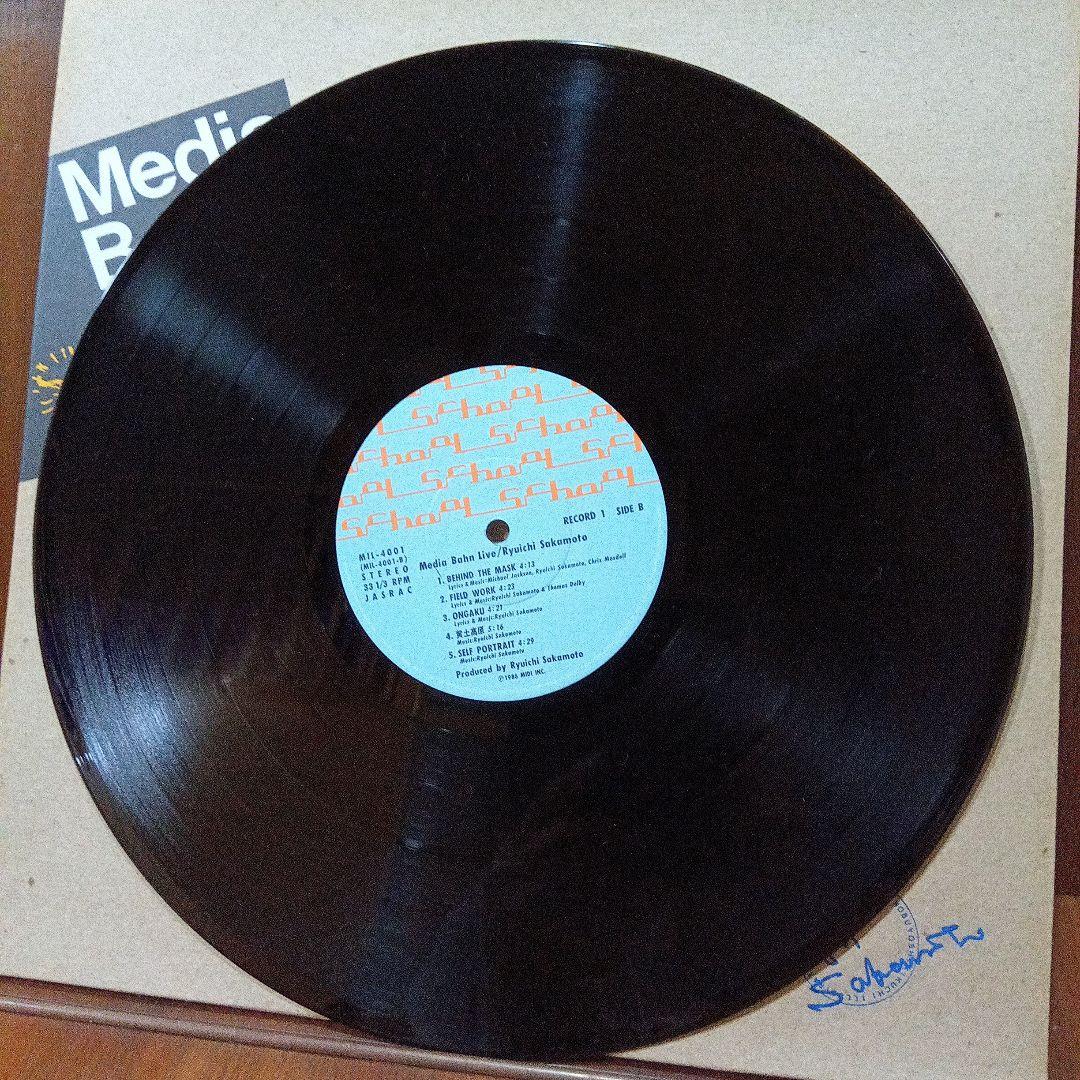 Media
B
School School School
RECORD 1 SIDE B
MIL-4001
(MIL-4001-B)
STEREO
33 1/3 RPM
JASRAC
Media Bahn Live/Ryuichi Sakamoto
1. BEHIND THE MASK 4:13
Lyrics & Music:Michael Jackson, Ryuichi Sakamoto, Chris Mosdell
2. FIELD WORK 4:23
Lyrics & Music:Ryuichi Sakamoto & Thomas Dolby
3. ONGAKU 4:21
Lyrics & Music:Ryuichi Sakamoto
4. 黄土高原 5:16
Music:Ryuichi Sakamoto
5. SELF PORTRAIT 4:29
Music:Ryuichi Sakamoto
Produced by Ryuichi Sakamoto
Ⓟ1986 MIDI INC.
Sakamoto